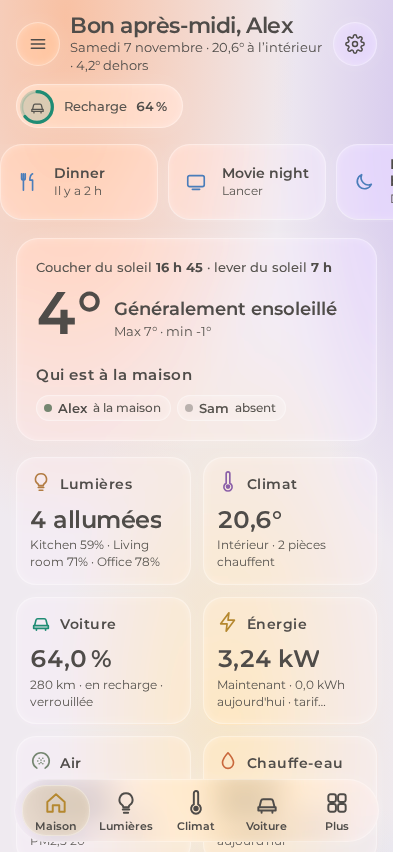 Bon après-midi, Alex
Samedi 7 novembre · 20,6° à l'intérieur
· 4,2° dehors
Recharge 64 %
Dinner
Il y a 2 h
Movie night
Lancer
Coucher du soleil 16 h 45 · lever du soleil 7 h
4°
Généralement ensoleillé
Max 7° · min -1°
Qui est à la maison
Alex à la maison
Sam absent
Lumières
4 allumées
Kitchen 59% · Living
room 71% · Office 78%
Climat
20,6°
Intérieur · 2 pièces
chauffent
Voiture
64,0 %
280 km · en recharge ·
verrouillée
Énergie
3,24 kW
Maintenant · 0,0 kWh
aujourd'hui · tarif…
Air
Chauffe-eau
Maison
Lumières
Climat
Voiture
Plus